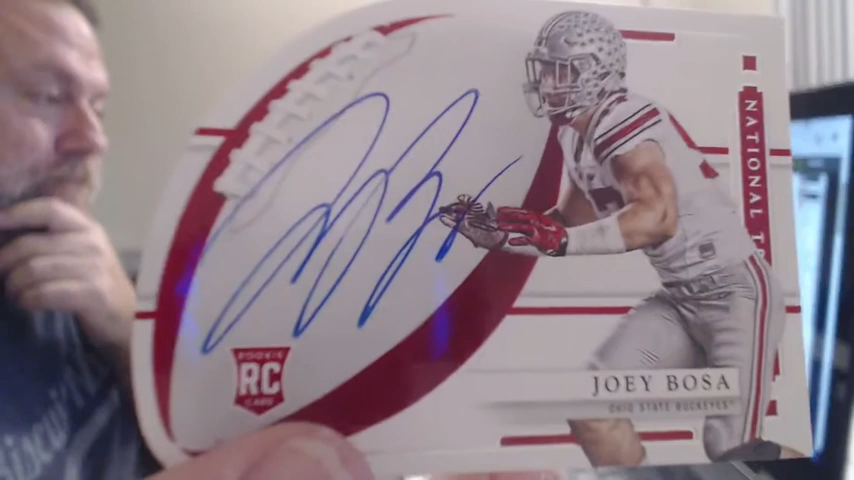 NATIONAL
ROOKIE
RC
CARD
JOEY BOSA
OHIO STATE BUCKEYES